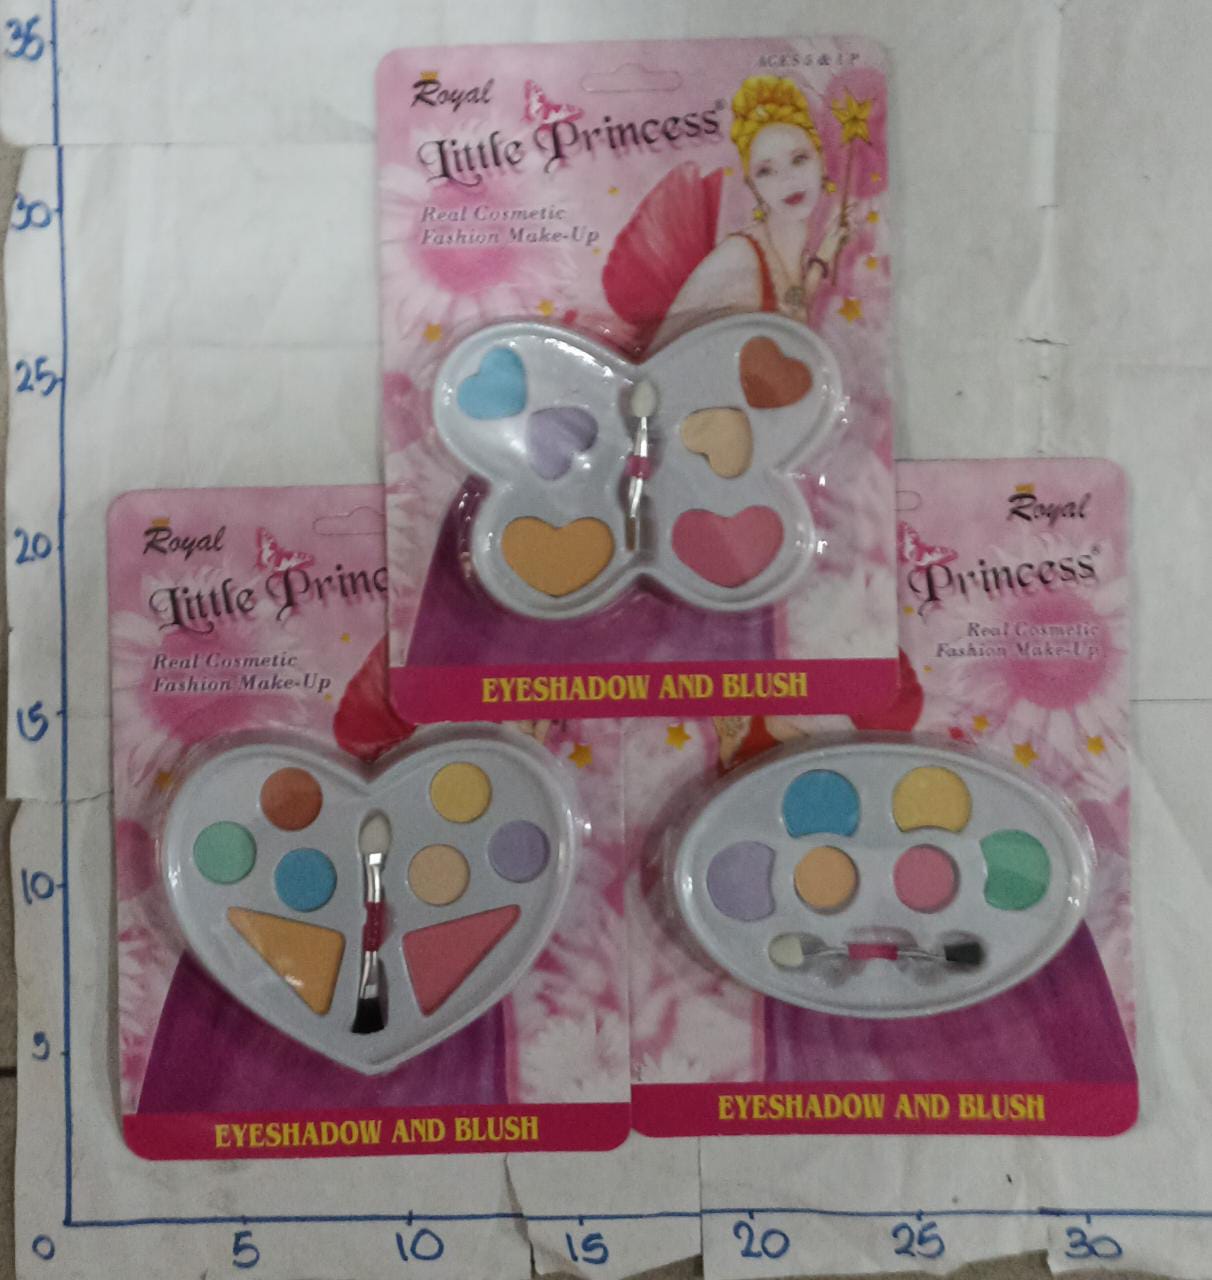 35
30
25
20
15
10
5
0
5
10
15
20
25
30
AGES 5 & UP
Royal
Little Princess®
Real Cosmetic
Fashion Make-Up
EYESHADOW AND BLUSH
Royal
Little Princ
Real Cosmetic
Fashion Make-Up
EYESHADOW AND BLUSH
Royal
Princess®
Real Cosmetic
Fashion Make-Up
EYESHADOW AND BLUSH